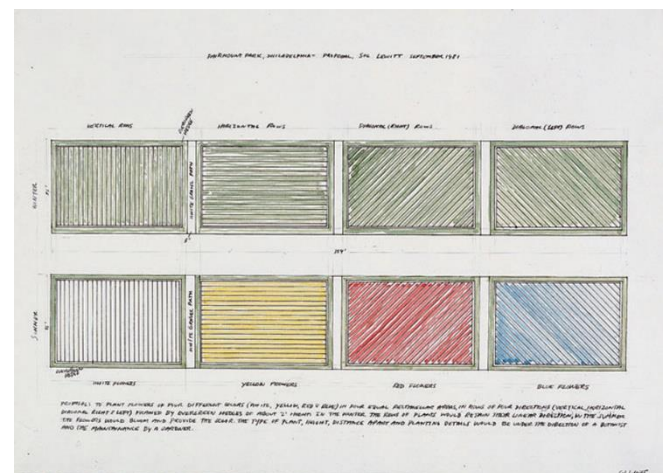 FAIRMOUNT PARK, PHILADELPHIA - PROPOSAL, SOL LEWITT SEPTEMBER 1981
VERTICAL ROWS
EVERGREEN HEDGE
HORIZONTAL ROWS
DIAGONAL (RIGHT) ROWS
DIAGONAL (LEFT) ROWS
WINTER
WHITE GRAVEL PATH
SUMMER
WHITE GRAVEL PATH
EVERGREEN HEDGE
WHITE FLOWERS
YELLOW FLOWERS
RED FLOWERS
BLUE FLOWERS
PROPOSAL TO PLANT FLOWERS OF FOUR DIFFERENT COLORS (WHITE, YELLOW, RED & BLUE) IN FOUR EQUAL RECTANGULAR AREAS, IN ROWS OF FOUR DIRECTIONS (VERTICAL, HORIZONTAL
DIAGONAL RIGHT & LEFT) FRAMED BY EVERGREEN HEDGES OF ABOUT 2' HEIGHT. IN THE WINTER THE ROWS OF PLANTS WOULD RETAIN THEIR LINEAR DIRECTION, IN THE SUMMER
THE FLOWERS WOULD BLOOM AND PROVIDE THE COLOR. THE TYPE OF PLANT, HEIGHT, DISTANCE APART AND PLANTING DETAILS WOULD BE UNDER THE DIRECTION OF A BOTANIST
AND THE MAINTENANCE BY A GARDENER.